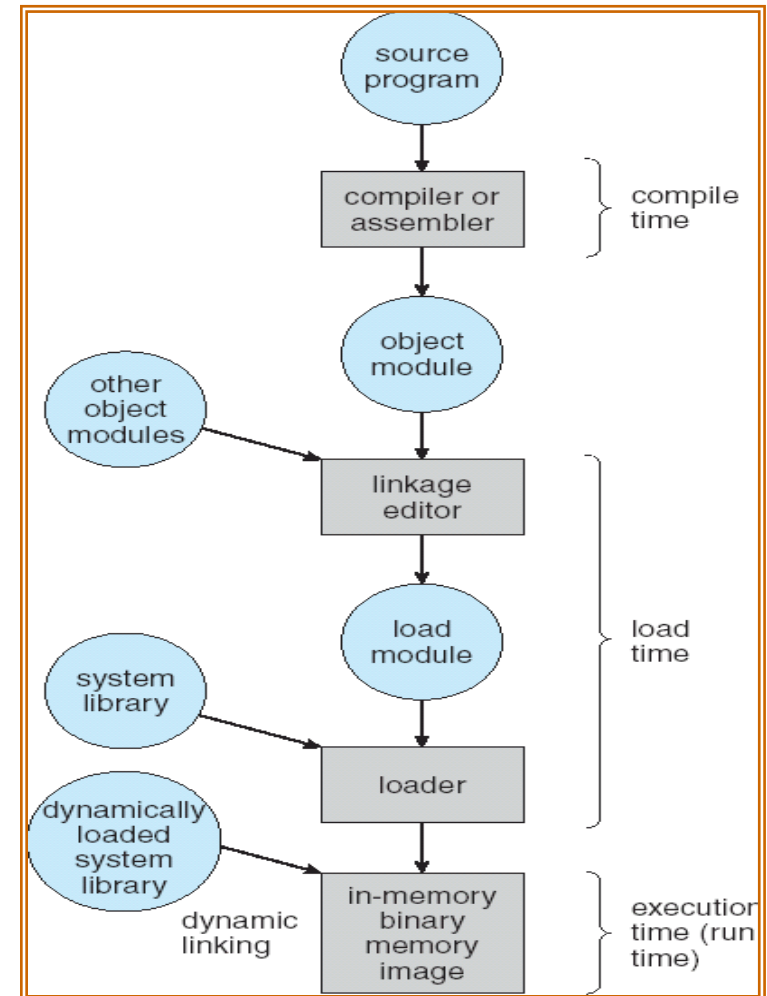 source
program
compiler or
assembler
compile
time
object
module
other
object
modules
linkage
editor
load
module
load
time
system
library
loader
dynamically
loaded
system
library
dynamic
linking
in-memory
binary
memory
image
execution
time (run
time)